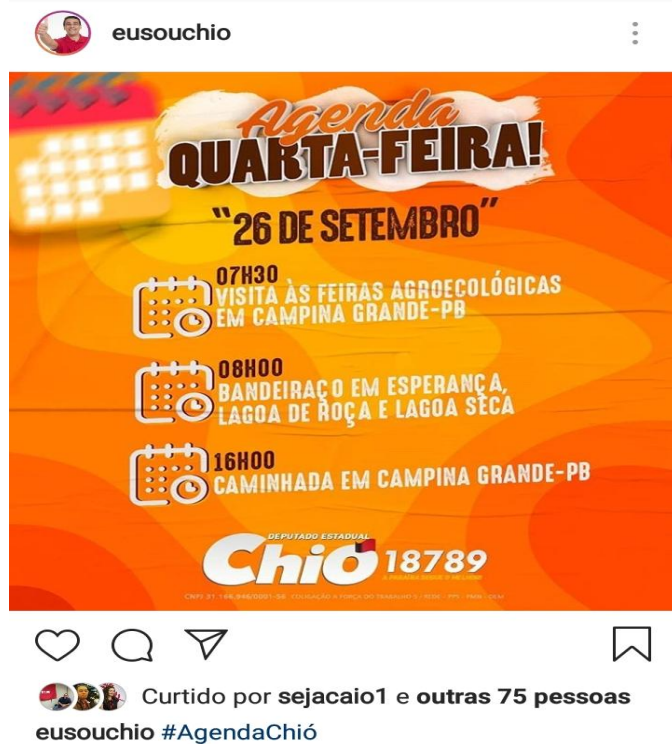 eusouchio
Agenda
QUARTA-FEIRA!
"26 DE SETEMBRO"
07H30
VISITA ÀS FEIRAS AGROECOLÓGICAS
EM CAMPINA GRANDE-PB
08H00
BANDEIRAÇO EM ESPERANÇA,
LAGOA DE ROÇA E LAGOA SECA
16H00
CAMINHADA EM CAMPINA GRANDE-PB
DEPUTADO ESTADUAL
Chió 18789
Curtido por sejacaio1 e outras 75 pessoas
eusouchio #AgendaChió